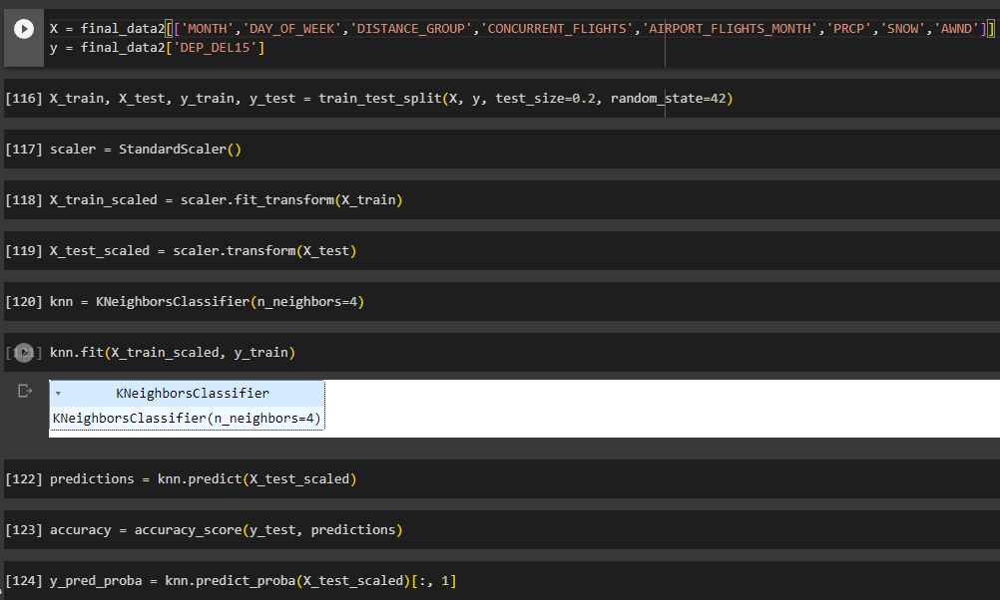 X = final_data2[['MONTH','DAY_OF_WEEK','DISTANCE_GROUP','CONCURRENT_FLIGHTS','AIRPORT_FLIGHTS_MONTH','PRCP','SNOW','AWND']]
y = final_data2['DEP_DEL15']
[116] X_train, X_test, y_train, y_test = train_test_split(X, y, test_size=0.2, random_state=42)
[117] scaler = StandardScaler()
[118] X_train_scaled = scaler.fit_transform(X_train)
[119] X_test_scaled = scaler.transform(X_test)
[120] knn = KNeighborsClassifier(n_neighbors=4)
[121] knn.fit(X_train_scaled, y_train)
KNeighborsClassifier
KNeighborsClassifier(n_neighbors=4)
[122] predictions = knn.predict(X_test_scaled)
[123] accuracy = accuracy_score(y_test, predictions)
[124] y_pred_proba = knn.predict_proba(X_test_scaled)[:, 1]